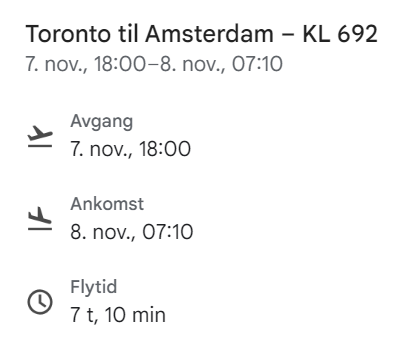 Toronto til Amsterdam – KL 692
7. nov., 18:00–8. nov., 07:10
Avgang
7. nov., 18:00
Ankomst
8. nov., 07:10
Flytid
7 t, 10 min